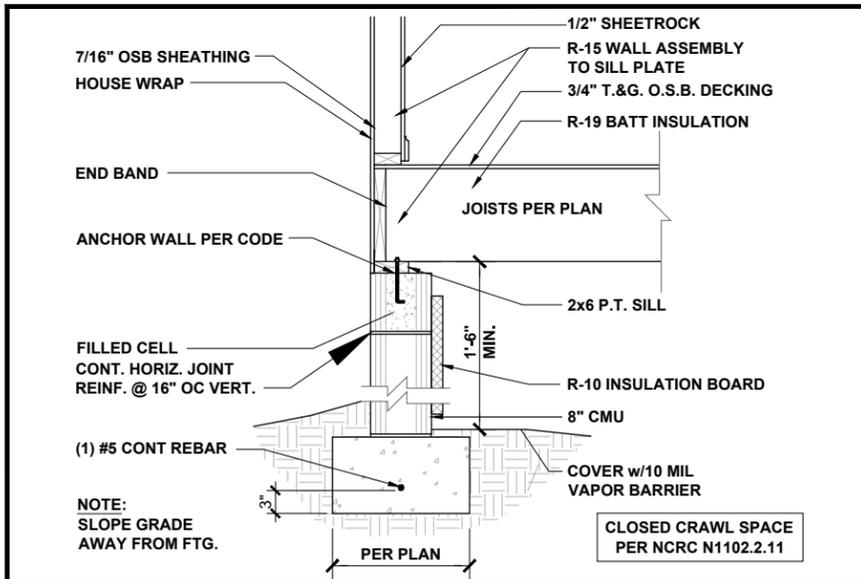 7/16" OSB SHEATHING
HOUSE WRAP
END BAND
ANCHOR WALL PER CODE
FILLED CELL
CONT. HORIZ. JOINT
REINF. @ 16" OC VERT.
(1) #5 CONT REBAR
NOTE:
SLOPE GRADE
AWAY FROM FTG.
3"
PER PLAN
1/2" SHEETROCK
R-15 WALL ASSEMBLY
TO SILL PLATE
3/4" T.&G. O.S.B. DECKING
R-19 BATT INSULATION
JOISTS PER PLAN
2x6 P.T. SILL
1'-6"
MIN.
R-10 INSULATION BOARD
8" CMU
COVER w/10 MIL
VAPOR BARRIER
CLOSED CRAWL SPACE
PER NCRC N1102.2.11